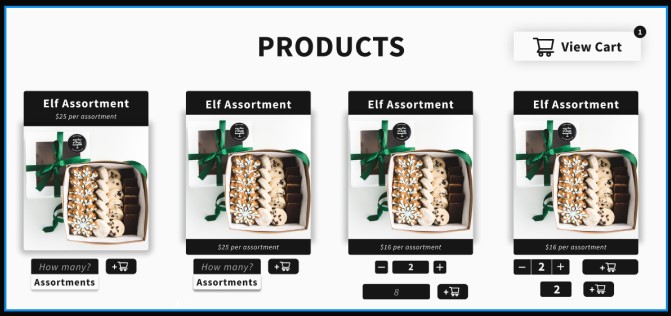 PRODUCTS
1
View Cart
Elf Assortment
$25 per assortment
How many?
+
Assortments
Elf Assortment
$25 per assortment
How many?
+
Assortments
Elf Assortment
$16 per assortment
− 2 +
8
+
Elf Assortment
$16 per assortment
− 2 +
+
2
+